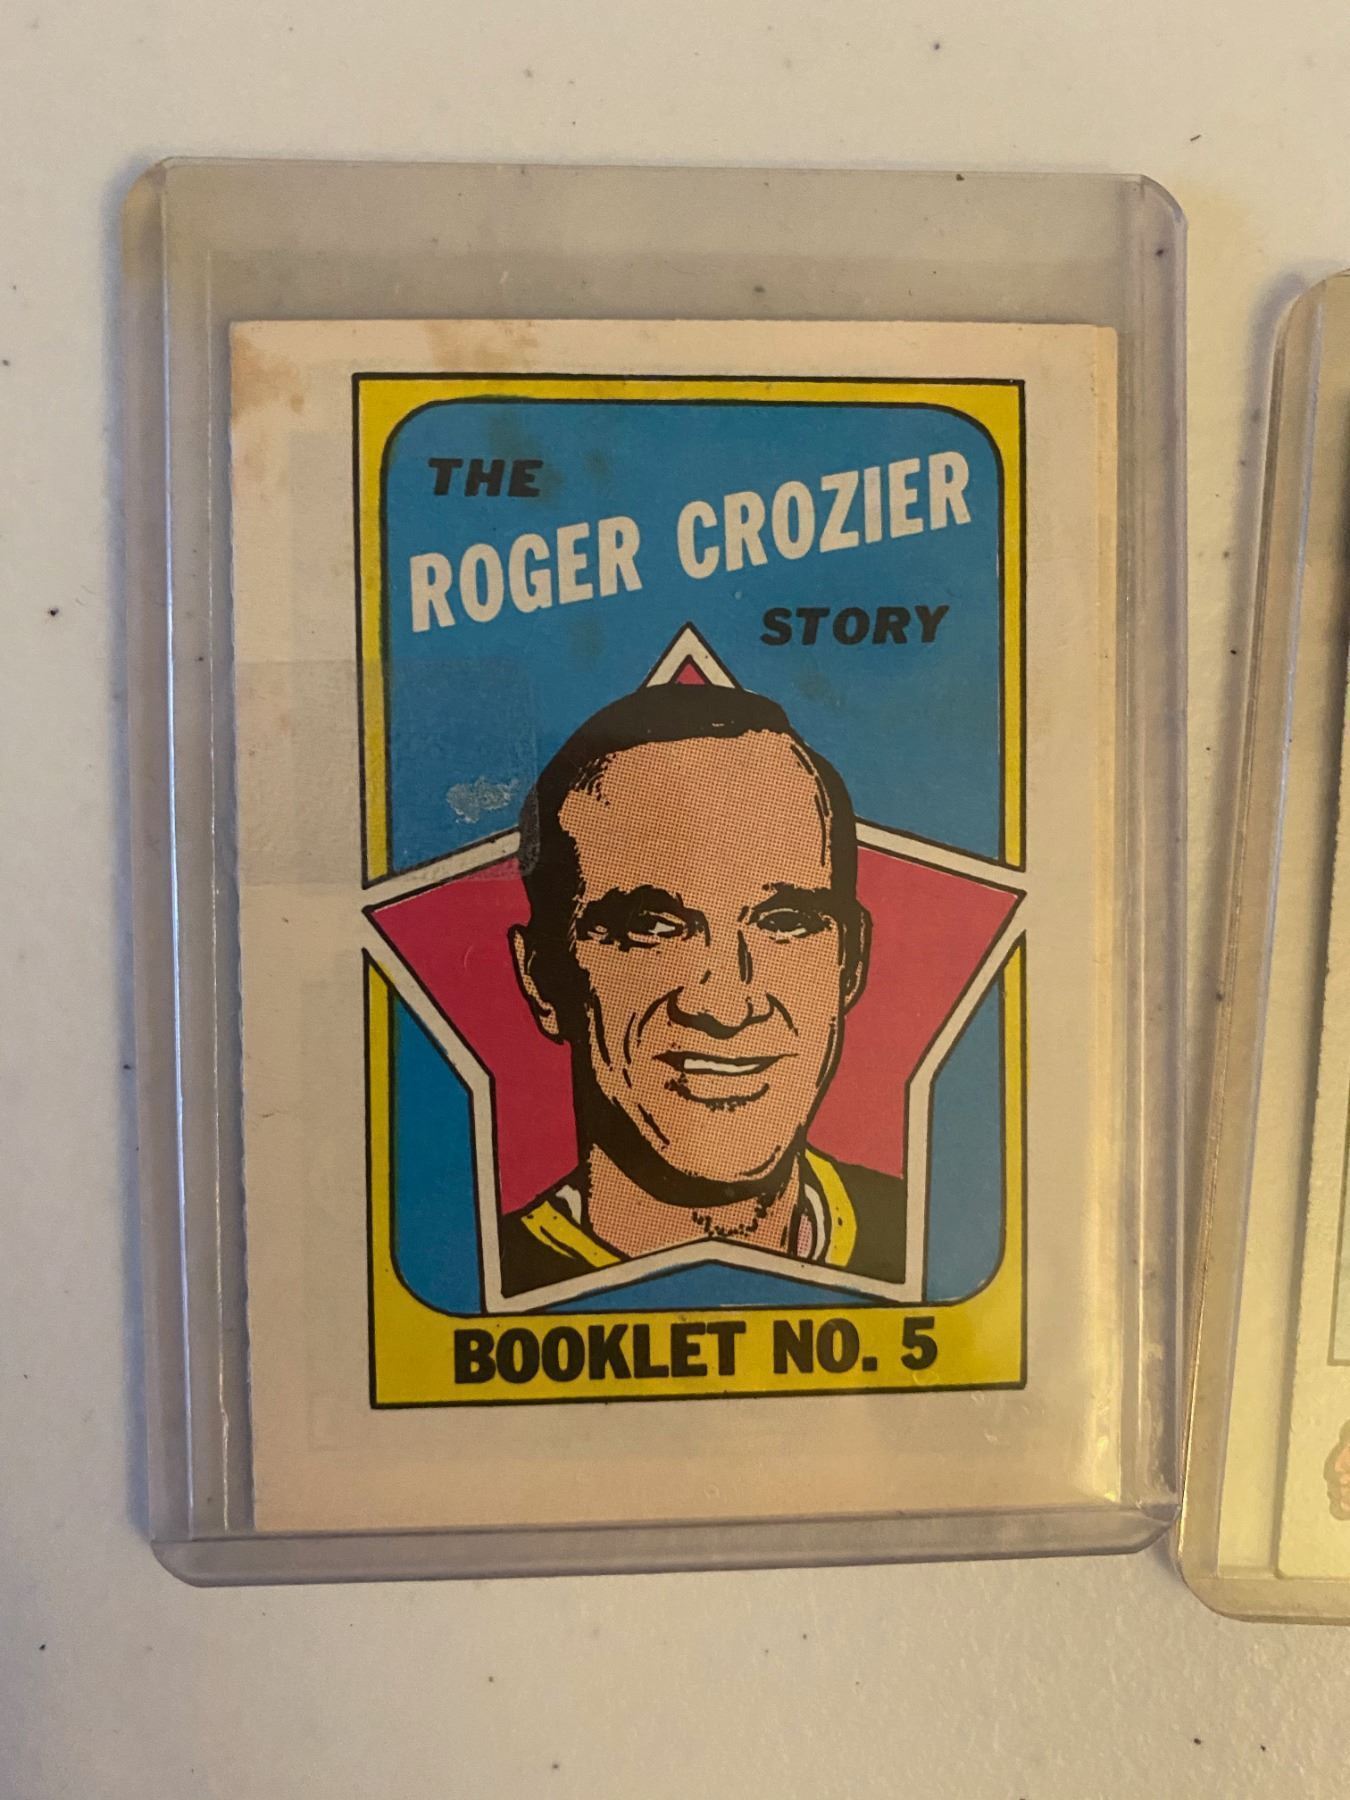 THE
ROGER CROZIER
STORY
BOOKLET NO. 5